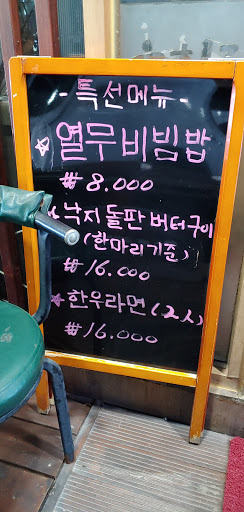 -특선메뉴-
☆열무비빔밥
₩8.000
★낙지돌판버터구이
(한마리기준)
₩16.000
★한우라면(2人)
₩16.000